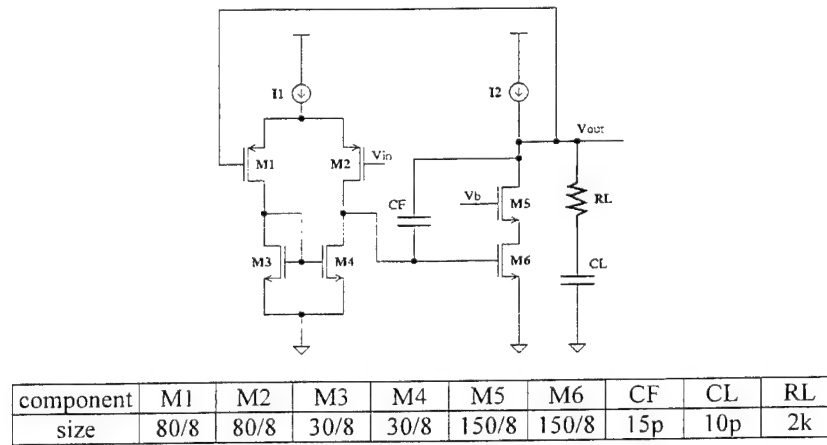 I1
I2
Vout
M1
M2
Vin
CF
Vb
M5
RL
M3
M4
M6
CL
component M1 M2 M3 M4 M5 M6 CF CL RL
size 80/8 80/8 30/8 30/8 150/8 150/8 15p 10p 2k